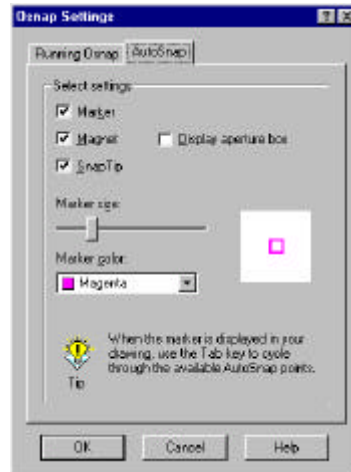 Osnap Settings
Running Osnap
AutoSnap
Select settings
Marker
Magnet
Display aperture box
SnapTip
Marker size:
Marker color:
Magenta
When the marker is displayed in your
drawing, use the Tab key to cycle
through the available AutoSnap points.
Tip
OK
Cancel
Help